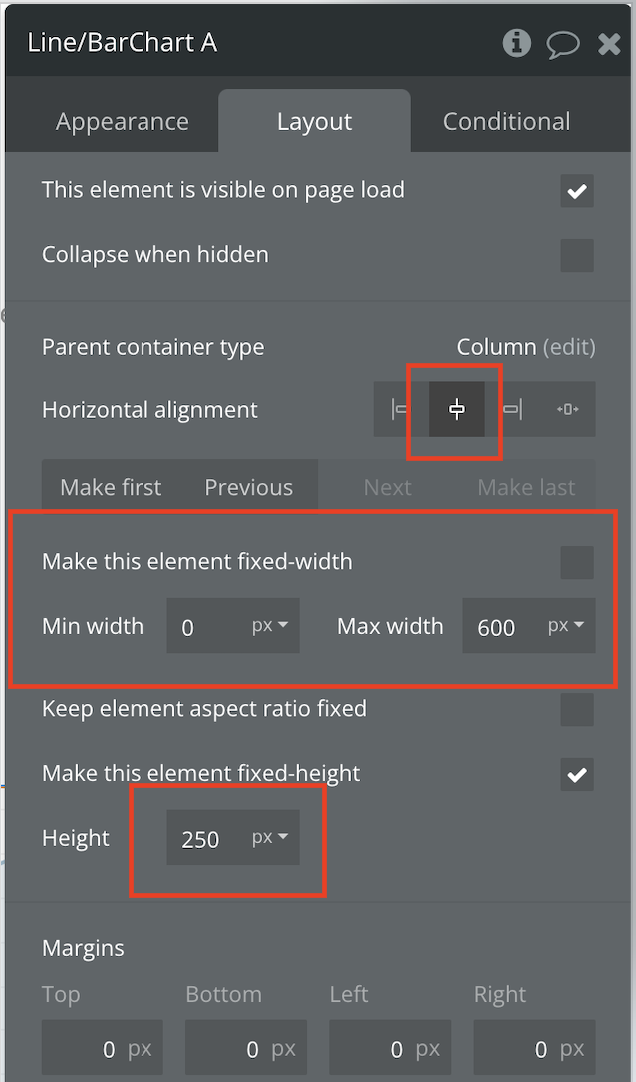 Line/BarChart A
Appearance Layout Conditional
This element is visible on page load
Collapse when hidden
Parent container type Column (edit)
Horizontal alignment
Make first Previous Next Make last
Make this element fixed-width
Min width 0 px Max width 600 px
Keep element aspect ratio fixed
Make this element fixed-height
Height 250 px
Margins
Top Bottom Left Right
0 px 0 px 0 px 0 px